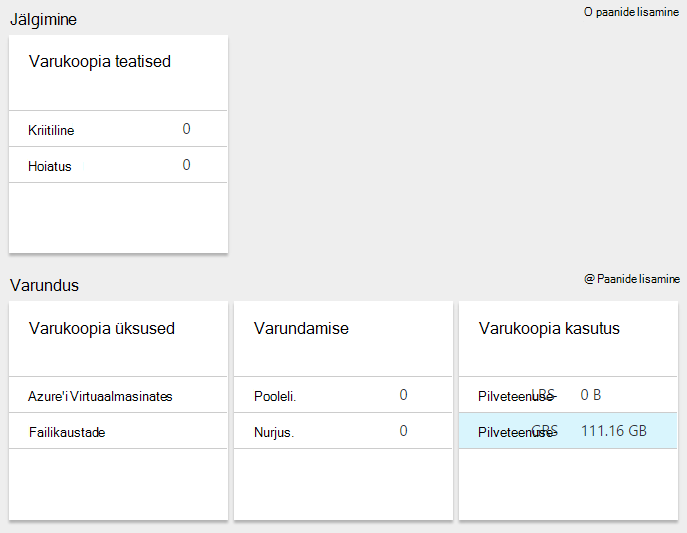 Jälgimine
O paanide lisamine
Varukoopia teatised
Kriitiline 0
Hoiatus 0
Varundus
@ Paanide lisamine
Varukoopia üksused
Azure'i Virtuaalmasinates
Failikaustade
Varundamise
Pooleli. 0
Nurjus. 0
Varukoopia kasutus
Pilveteenuse LRS 0 B
Pilveteenuse GRS 111.16 GB